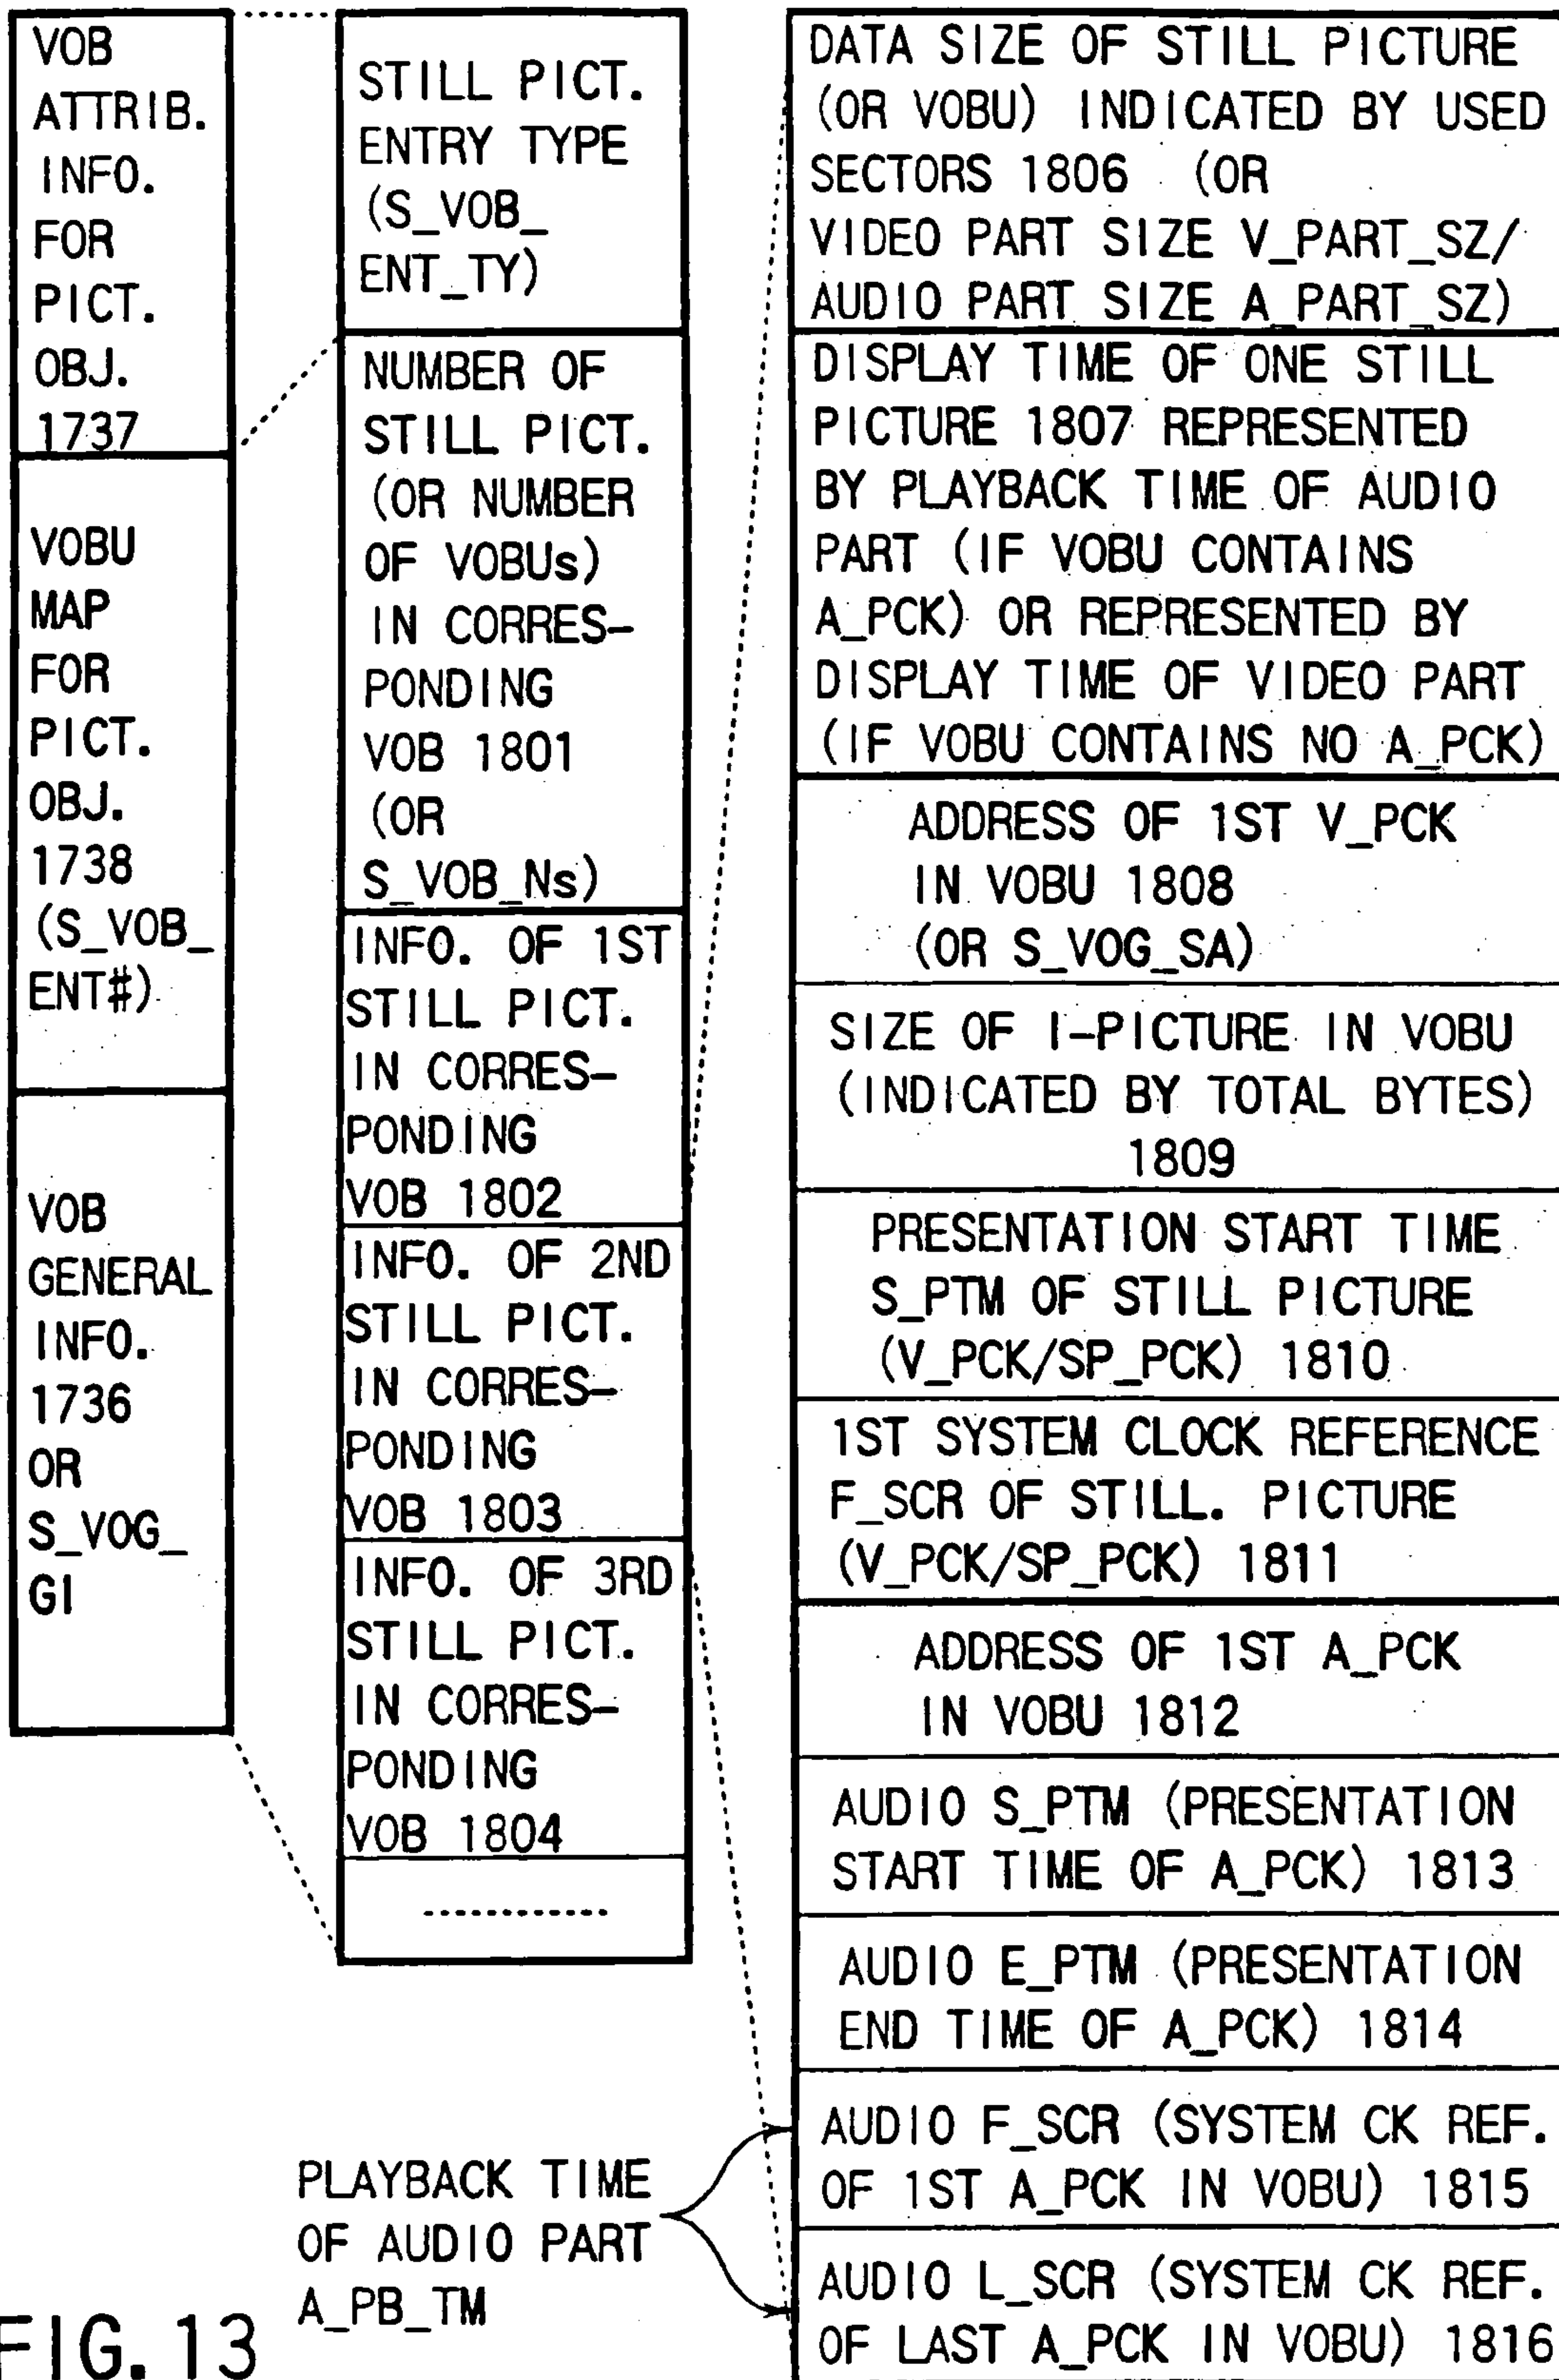 VOB
ATTRIB.
INFO.
FOR
PICT.
OBJ.
1737
VOBU
MAP
FOR
PICT.
OBJ.
1738
(S_VOB_
ENT#)
VOB
GENERAL
INFO.
1736
OR
S_VOG_
GI
STILL PICT.
ENTRY TYPE
(S_VOB_
ENT_TY)
NUMBER OF
STILL PICT.
(OR NUMBER
OF VOBUs)
IN CORRES-
PONDING
VOB 1801
(OR
S_VOB_Ns)
INFO. OF 1ST
STILL PICT.
IN CORRES-
PONDING
VOB 1802
INFO. OF 2ND
STILL PICT.
IN CORRES-
PONDING
VOB 1803
INFO. OF 3RD
STILL PICT.
IN CORRES-
PONDING
VOB 1804
DATA SIZE OF STILL PICTURE
(OR VOBU) INDICATED BY USED
SECTORS 1806 (OR
VIDEO PART SIZE V_PART_SZ/
AUDIO PART SIZE A_PART_SZ)
DISPLAY TIME OF ONE STILL
PICTURE 1807 REPRESENTED
BY PLAYBACK TIME OF AUDIO
PART (IF VOBU CONTAINS
A_PCK) OR REPRESENTED BY
DISPLAY TIME OF VIDEO PART
(IF VOBU CONTAINS NO A_PCK)
ADDRESS OF 1ST V_PCK
IN VOBU 1808
(OR S_VOG_SA)
SIZE OF I-PICTURE IN VOBU
(INDICATED BY TOTAL BYTES)
1809
PRESENTATION START TIME
S_PTM OF STILL PICTURE
(V_PCK/SP_PCK) 1810
1ST SYSTEM CLOCK REFERENCE
F_SCR OF STILL. PICTURE
(V_PCK/SP_PCK) 1811
ADDRESS OF 1ST A_PCK
IN VOBU 1812
AUDIO S_PTM (PRESENTATION
START TIME OF A_PCK) 1813
AUDIO E_PTM (PRESENTATION
END TIME OF A_PCK) 1814
AUDIO F_SCR (SYSTEM CK REF.
OF 1ST A_PCK IN VOBU) 1815
AUDIO L_SCR (SYSTEM CK REF.
OF LAST A_PCK IN VOBU) 1816
PLAYBACK TIME
OF AUDIO PART
A_PB_TM
FIG. 13